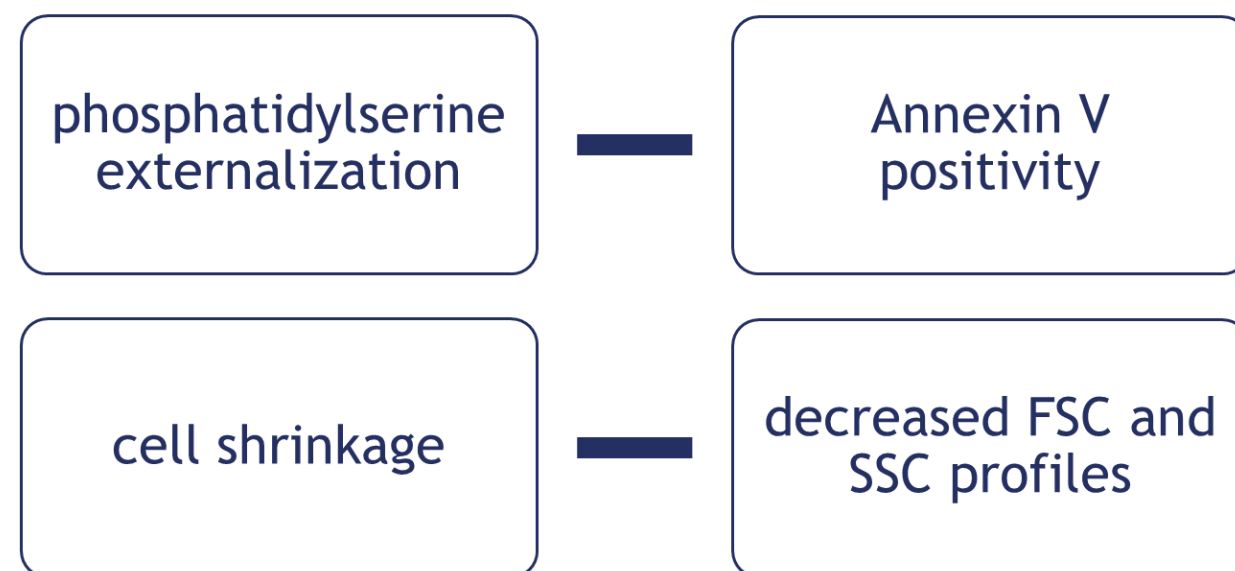 phosphatidylserine
externalization
Annexin V
positivity
cell shrinkage
decreased FSC and
SSC profiles